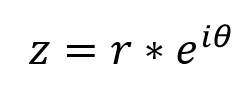 z = r * e^{iθ}